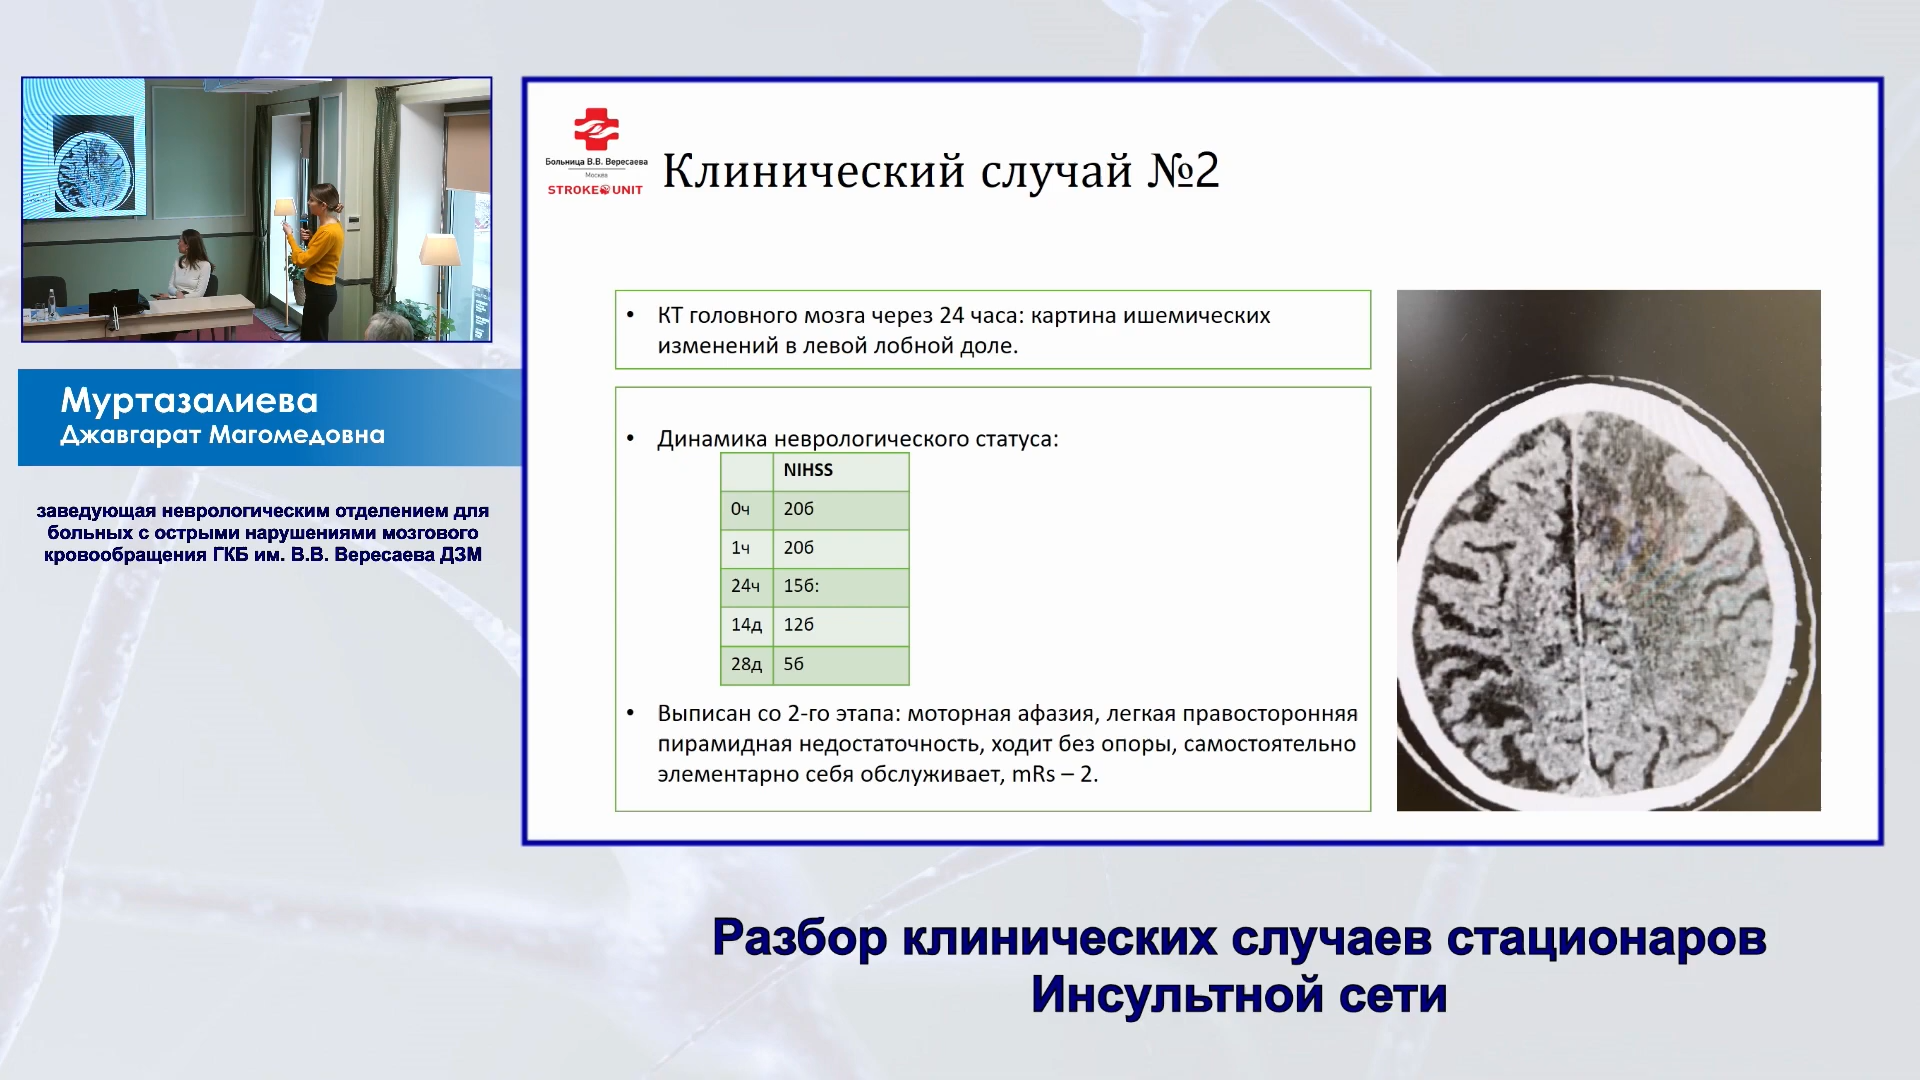 Больница В.В. Вересаева
Москва
STROKE UNIT
Клинический случай №2
• КТ головного мозга через 24 часа: картина ишемических
изменений в левой лобной доле.
• Динамика неврологического статуса:
NIHSS
0ч 20б
1ч 20б
24ч 15б:
14д 12б
28д 5б
• Выписан со 2-го этапа: моторная афазия, легкая правосторонняя
пирамидная недостаточность, ходит без опоры, самостоятельно
элементарно себя обслуживает, mRs – 2.
Муртазалиева
Джавгарат Магомедовна
заведующая неврологическим отделением для
больных с острыми нарушениями мозгового
кровообращения ГКБ им. В.В. Вересаева ДЗМ
Разбор клинических случаев стационаров
Инсультной сети